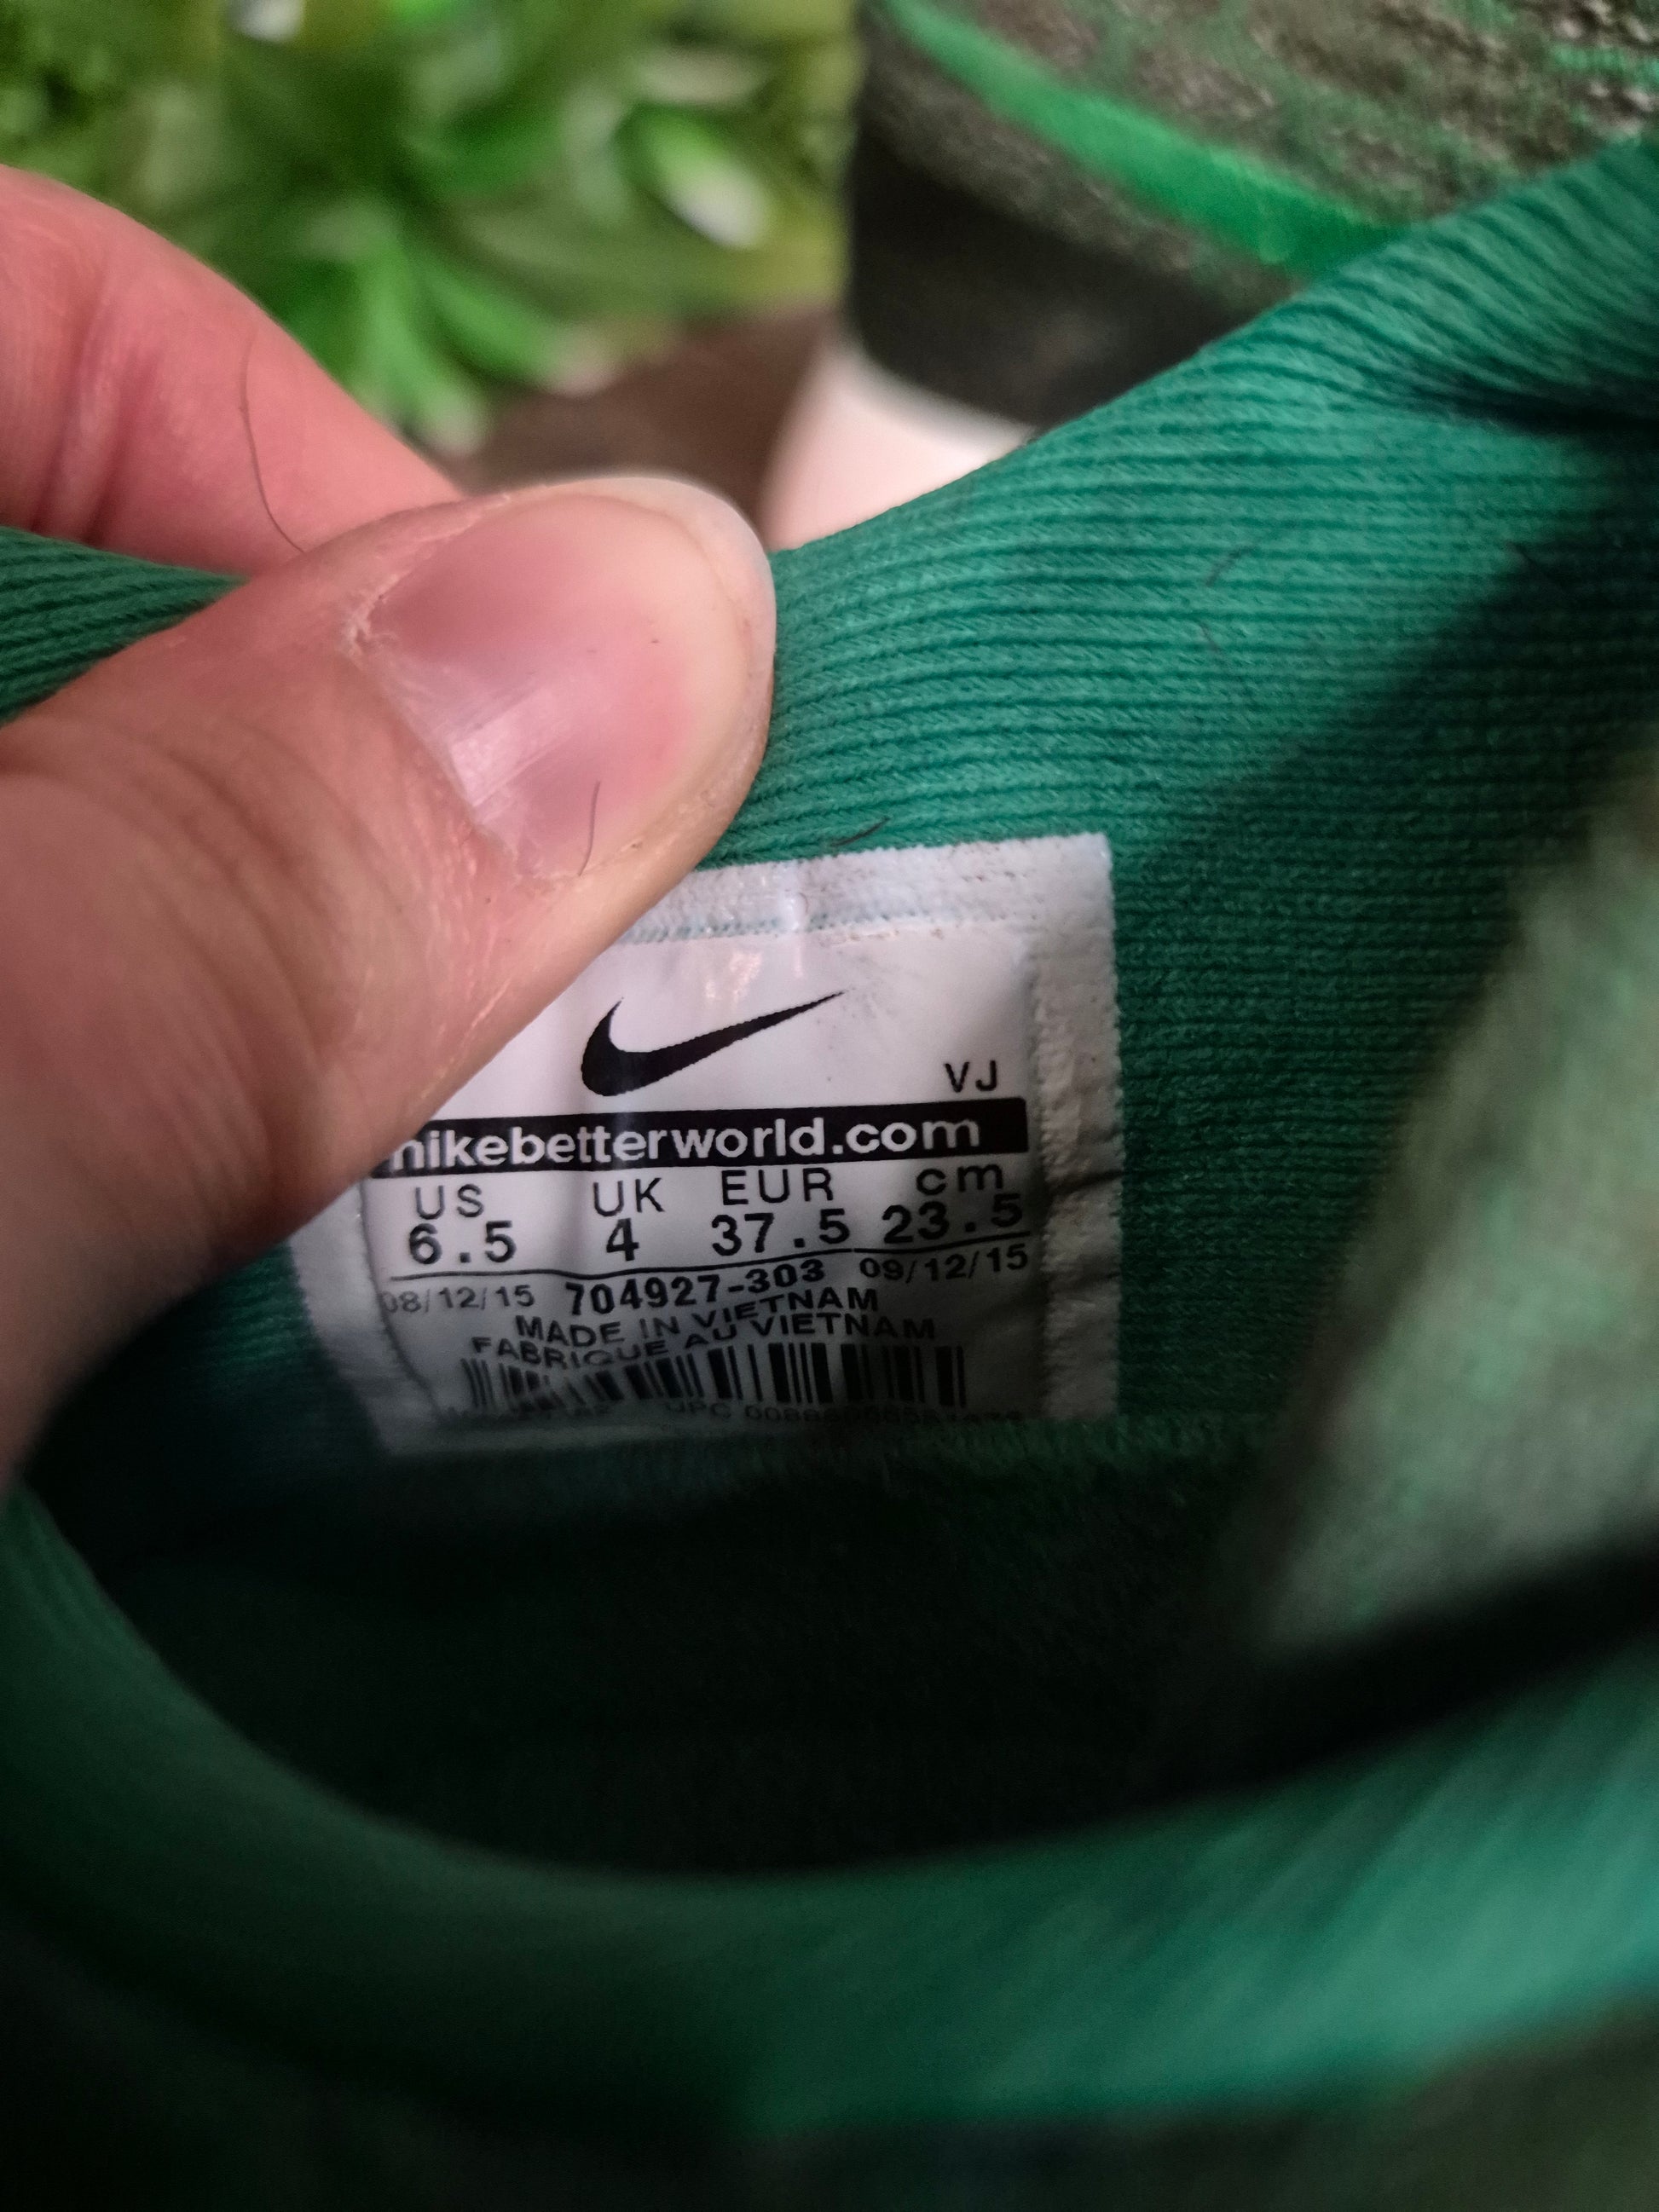 VJ
nikebetterworld.com
US UK EUR cm
6.5 4 37.5 23.5
08/12/15 704927-303 09/12/15
MADE IN VIETNAM
FABRIQUE AU VIETNAM
UPC